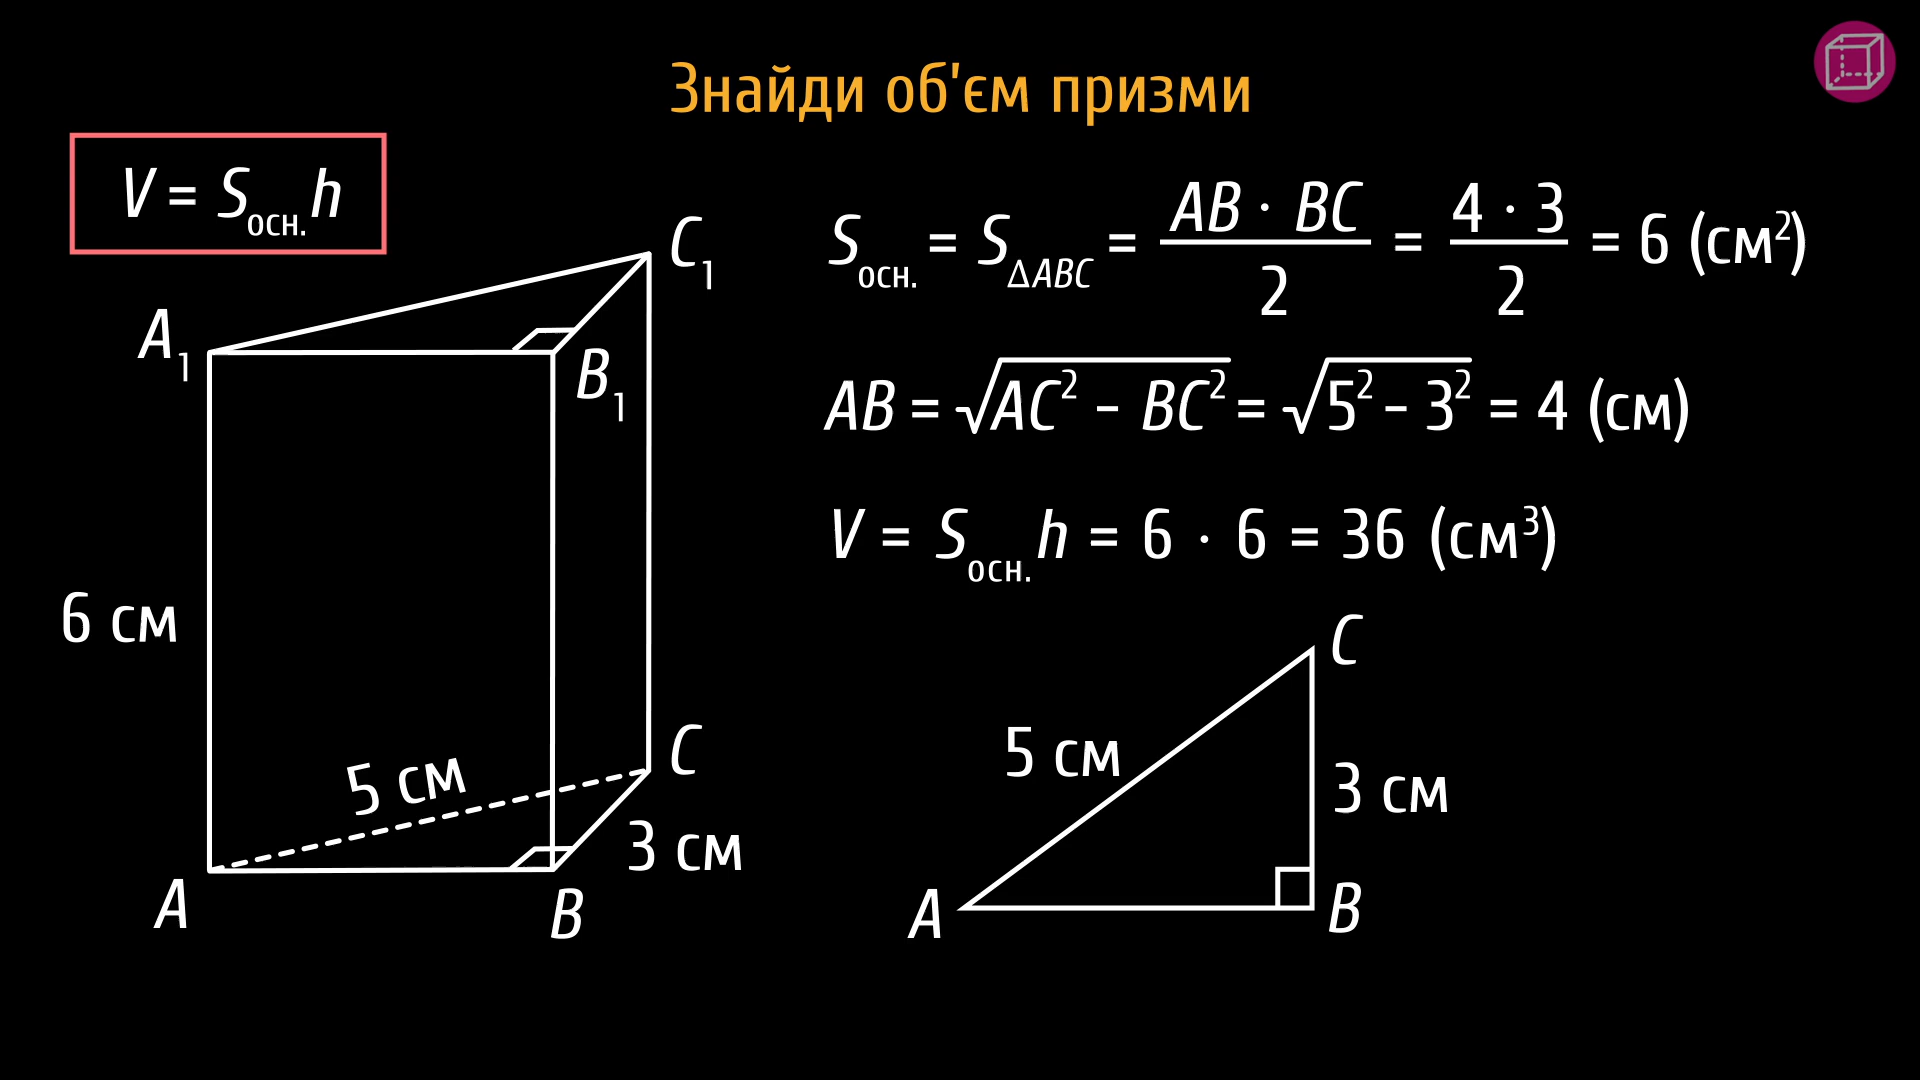 Знайди об'єм призми
V = Sосн. h
Sосн. = SΔABC = AB · BC / 2 = 4 · 3 / 2 = 6 (см²)
AB = √AC² - BC² = √5² - 3² = 4 (см)
V = Sосн. h = 6 · 6 = 36 (см³)
C₁
A₁
B₁
6 см
5 см
C
3 см
A
B
C
5 см
3 см
A
B